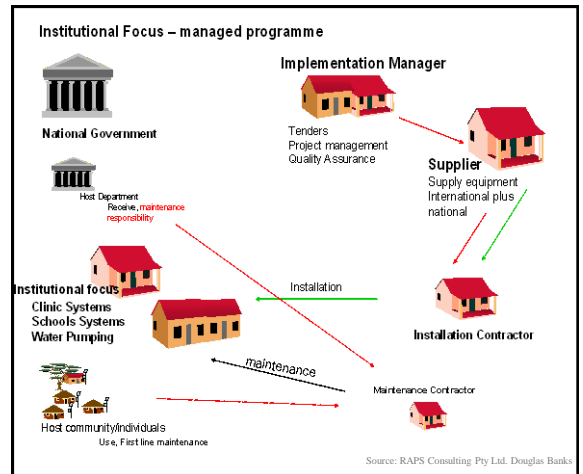 Institutional Focus – managed programme
Implementation Manager
National Government
Tenders
Project management
Quality Assurance
Supplier
Supply equipment
International plus
national
Host Department
Receive, maintenance
responsibility
Institutional focus
Clinic Systems
Schools Systems
Water Pumping
Installation
Installation Contractor
maintenance
Maintenance Contractor
Host community/individuals
Use, First line maintenance
Source: RAPS Consulting Pty Ltd. Douglas Banks